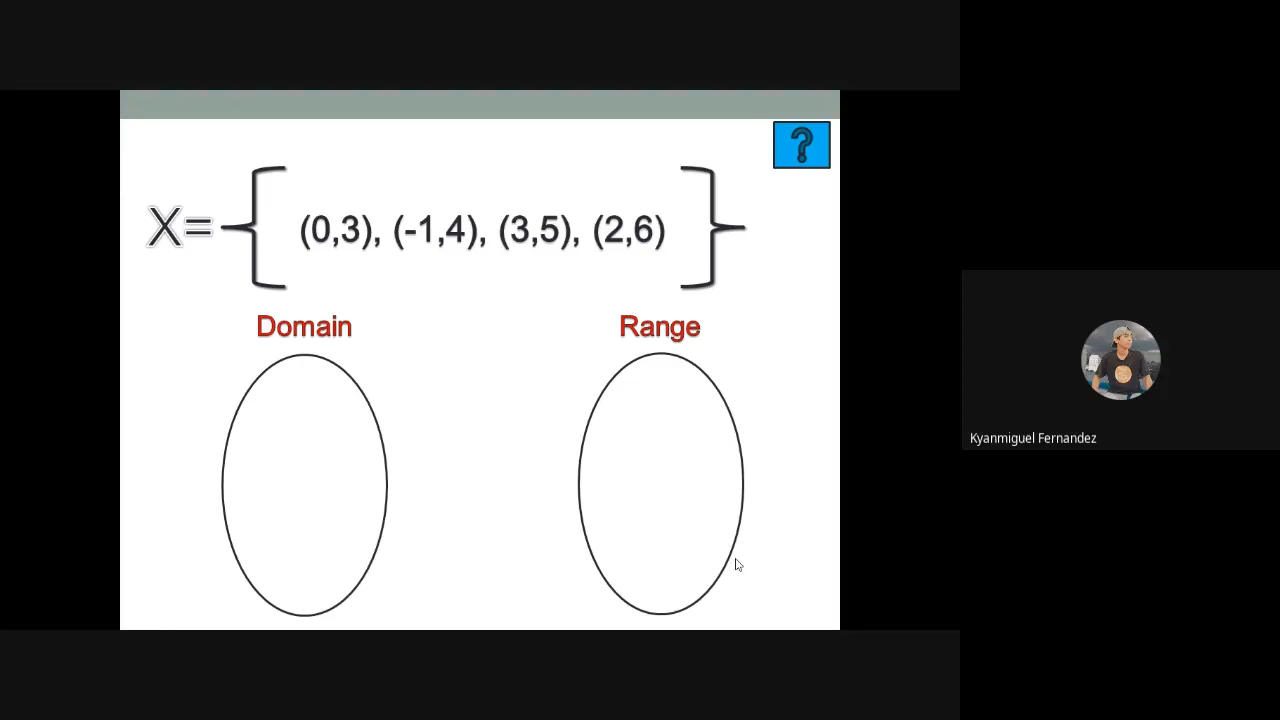 ?
X= { (0,3), (-1,4), (3,5), (2,6) }
Domain Range
Kyanmiguel Fernandez